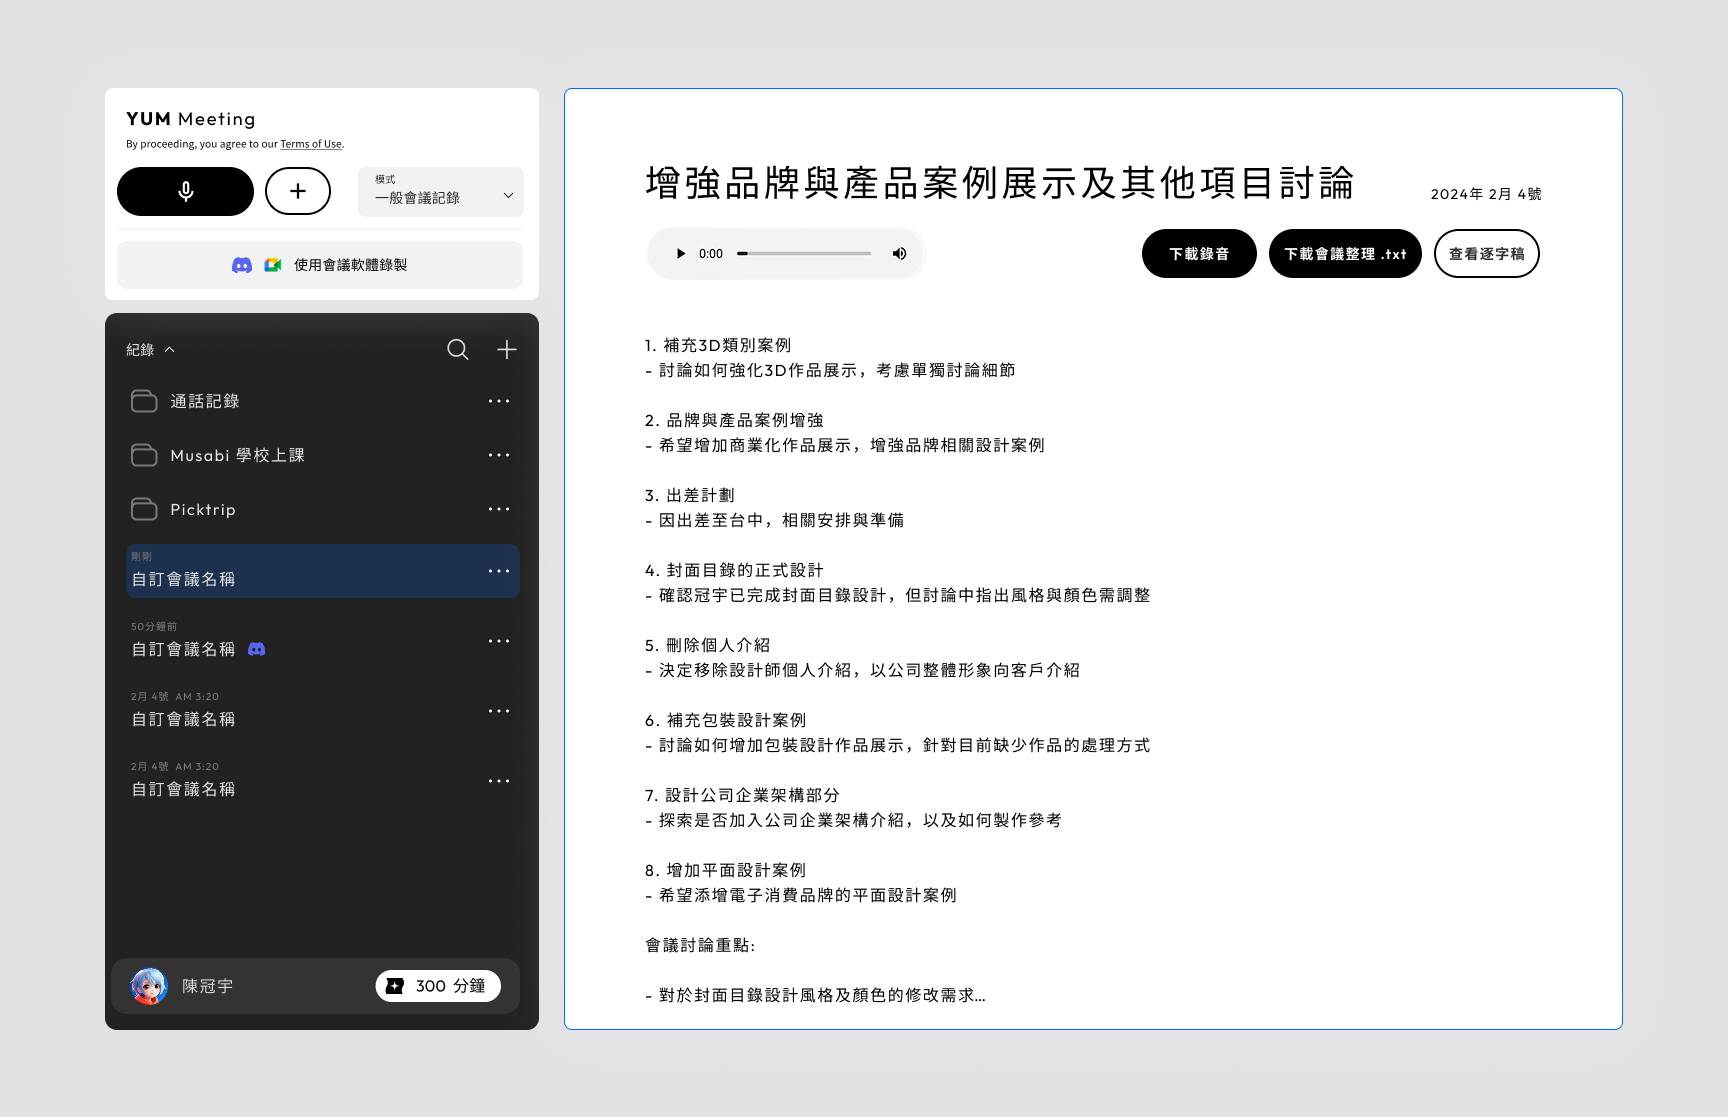 YUM Meeting
By proceeding, you agree to our Terms of Use.
模式
一般會議記錄
使用會議軟體錄製
紀錄
通話記錄
Musabi 學校上課
Picktrip
剛剛
自訂會議名稱
50分鐘前
自訂會議名稱
2月 4號 AM 3:20
自訂會議名稱
2月 4號 AM 3:20
自訂會議名稱
陳冠宇
300 分鐘
增強品牌與產品案例展示及其他項目討論
2024年 2月 4號
0:00
下載錄音
下載會議整理 .txt
查看逐字稿
1. 補充3D類別案例
- 討論如何強化3D作品展示，考慮單獨討論細節
2. 品牌與產品案例增強
- 希望增加商業化作品展示，增強品牌相關設計案例
3. 出差計劃
- 因出差至台中，相關安排與準備
4. 封面目錄的正式設計
- 確認冠宇已完成封面目錄設計，但討論中指出風格與顏色需調整
5. 刪除個人介紹
- 決定移除設計師個人介紹，以公司整體形象向客戶介紹
6. 補充包裝設計案例
- 討論如何增加包裝設計作品展示，針對目前缺少作品的處理方式
7. 設計公司企業架構部分
- 探索是否加入公司企業架構介紹，以及如何製作參考
8. 增加平面設計案例
- 希望添增電子消費品牌的平面設計案例
會議討論重點:
- 對於封面目錄設計風格及顏色的修改需求...